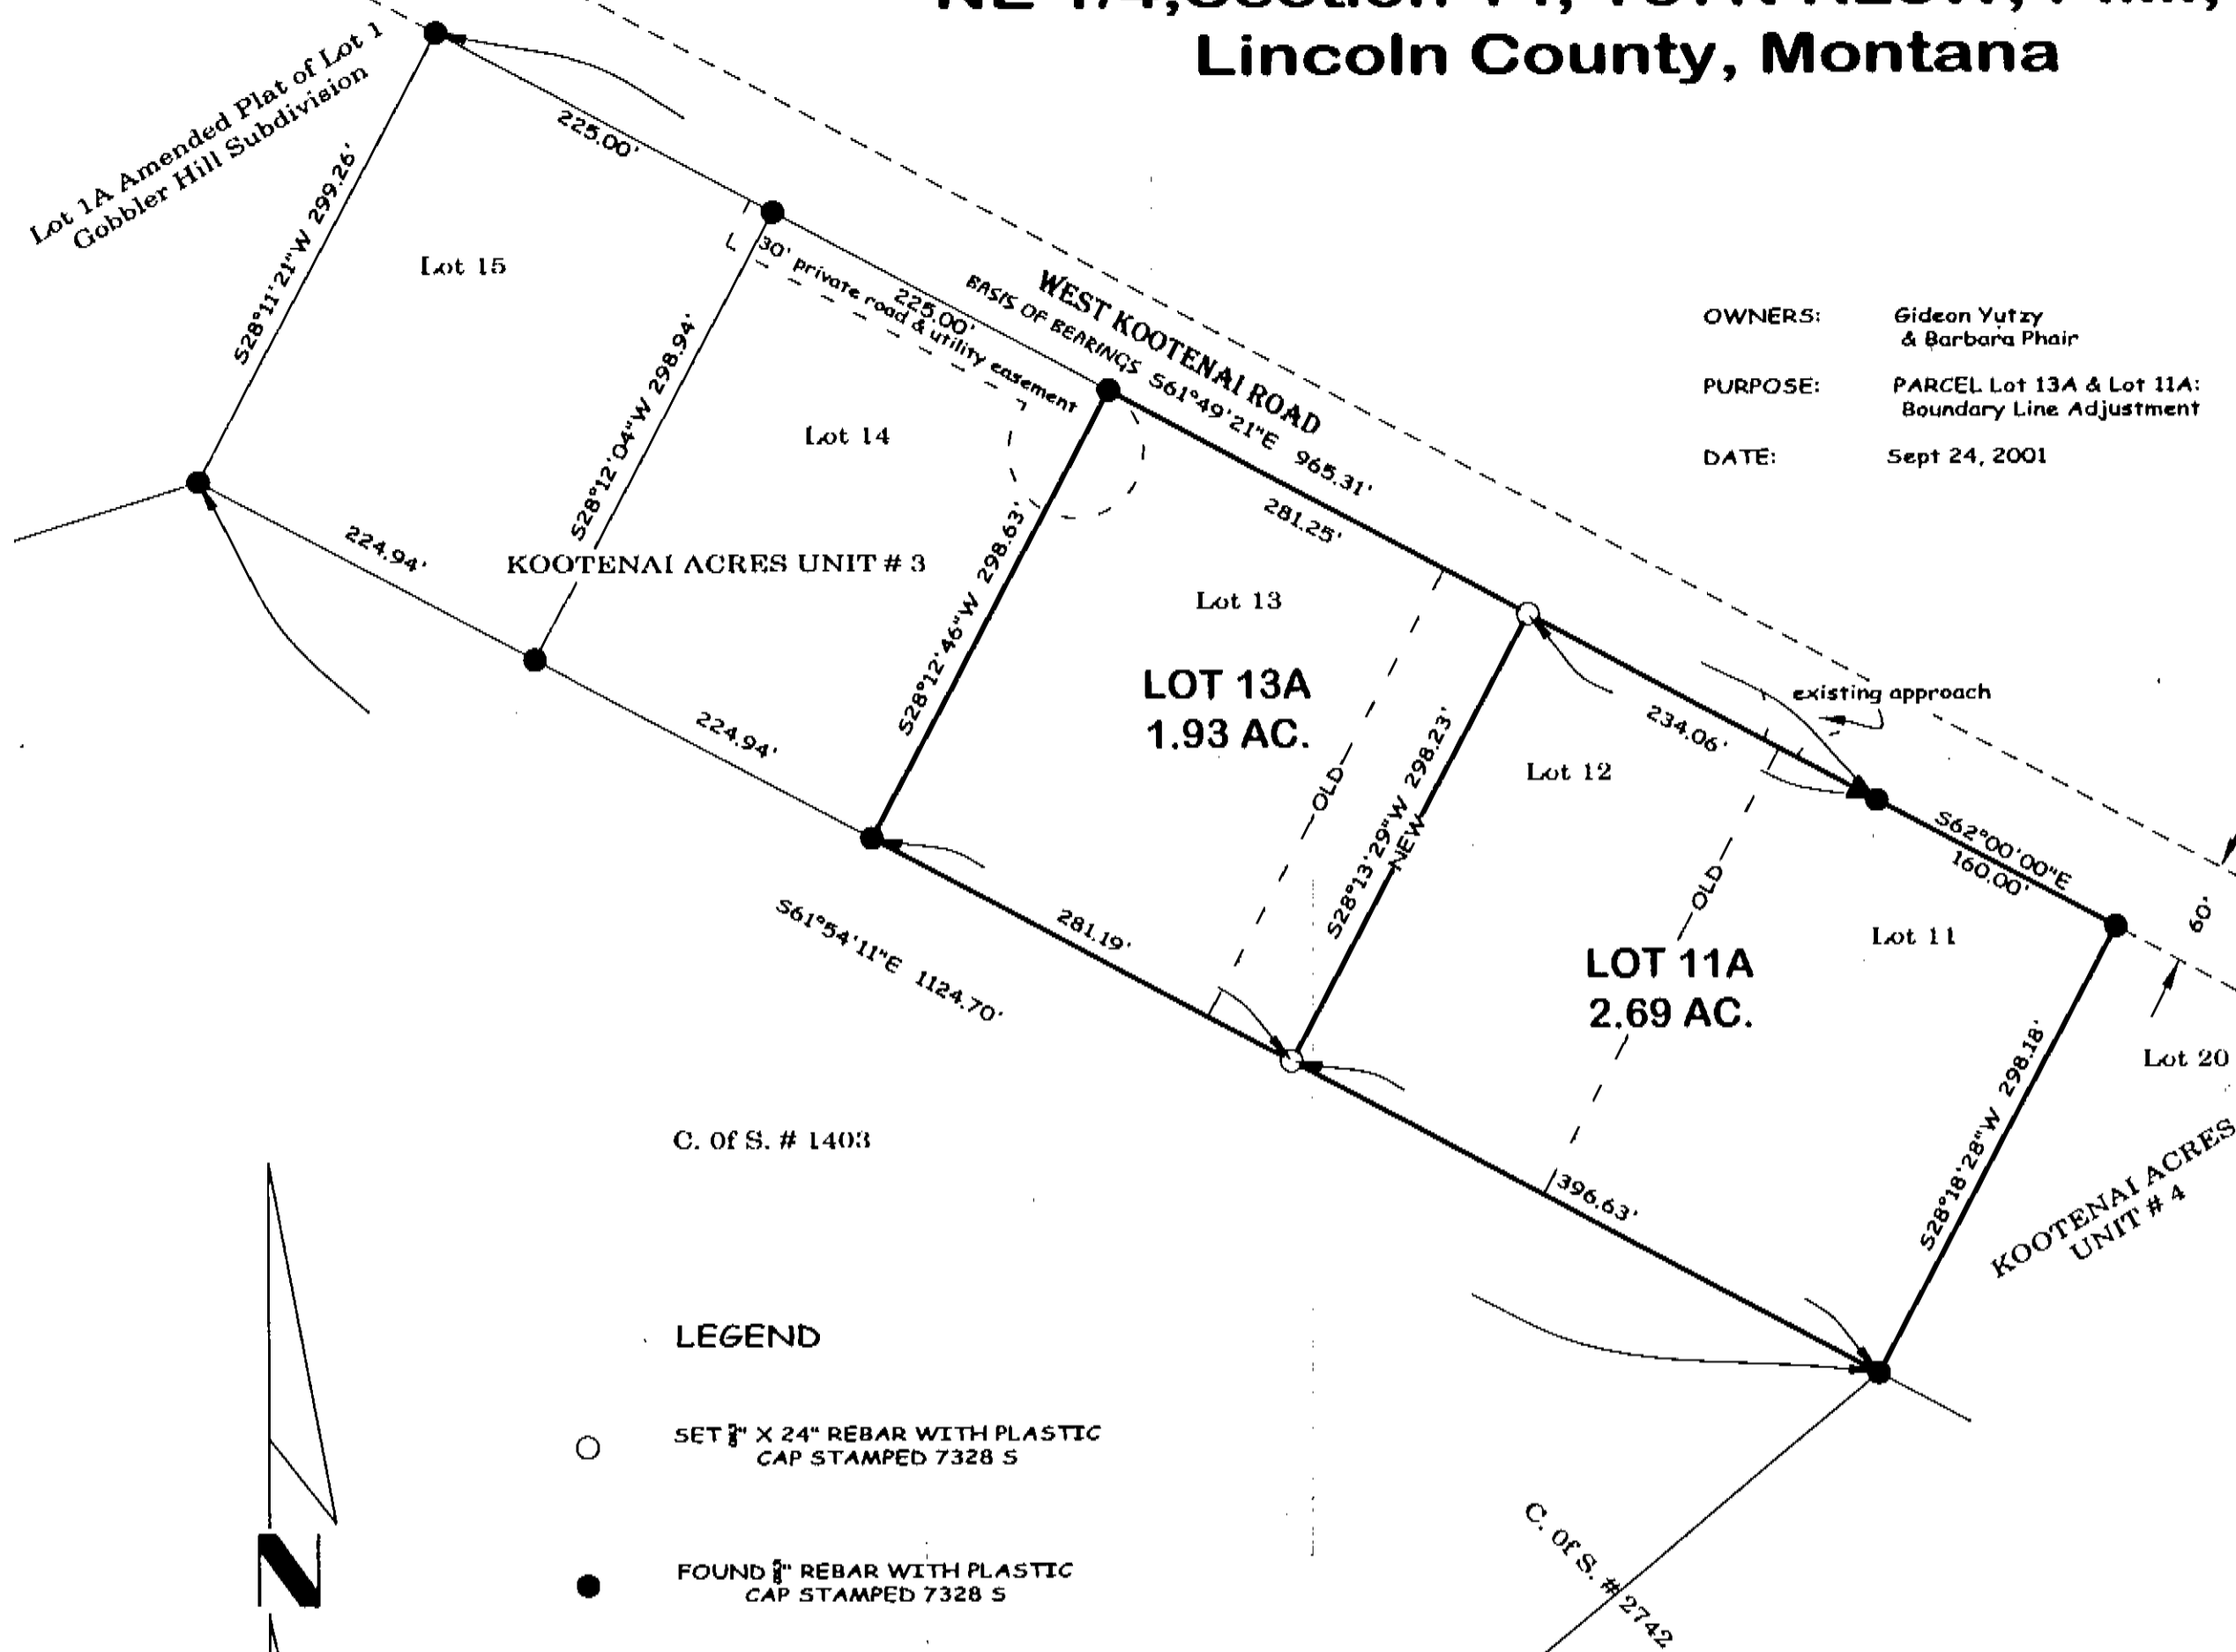 Lincoln County, Montana
Lot 1A Amended Plat of Lot 1
Gobbler Hill Subdivision
225.00'
S28°11'21"W 299.26'
Lot 15
30' private road & utility easement
225.00'
WEST KOOTENAI ROAD
BASIS OF BEARINGS S61°49'21"E 965.31'
OWNERS: Gideon Yutzy
& Barbara Phair
PURPOSE: PARCEL Lot 13A & Lot 11A:
Boundary Line Adjustment
DATE: Sept 24, 2001
S28°12'04"W 298.94'
Lot 14
281.25'
224.94'
KOOTENAI ACRES UNIT # 3
S28°12'46"W 298.63'
Lot 13
LOT 13A
1.93 AC.
OLD
S28°13'29"W 298.23'
NEW
234.06'
existing approach
Lot 12
224.94'
S62°00'00"E
160.00'
OLD
Lot 11
60'
S61°54'11"E 1124.70'
281.19'
LOT 11A
2.69 AC.
S28°18'28"W 298.18'
Lot 20
KOOTENAI ACRES
UNIT # 4
396.63'
C. Of S. # 1403
LEGEND
SET " X 24" REBAR WITH PLASTIC
CAP STAMPED 7328 S
FOUND " REBAR WITH PLASTIC
CAP STAMPED 7328 S
N
C. Of S. # 2742